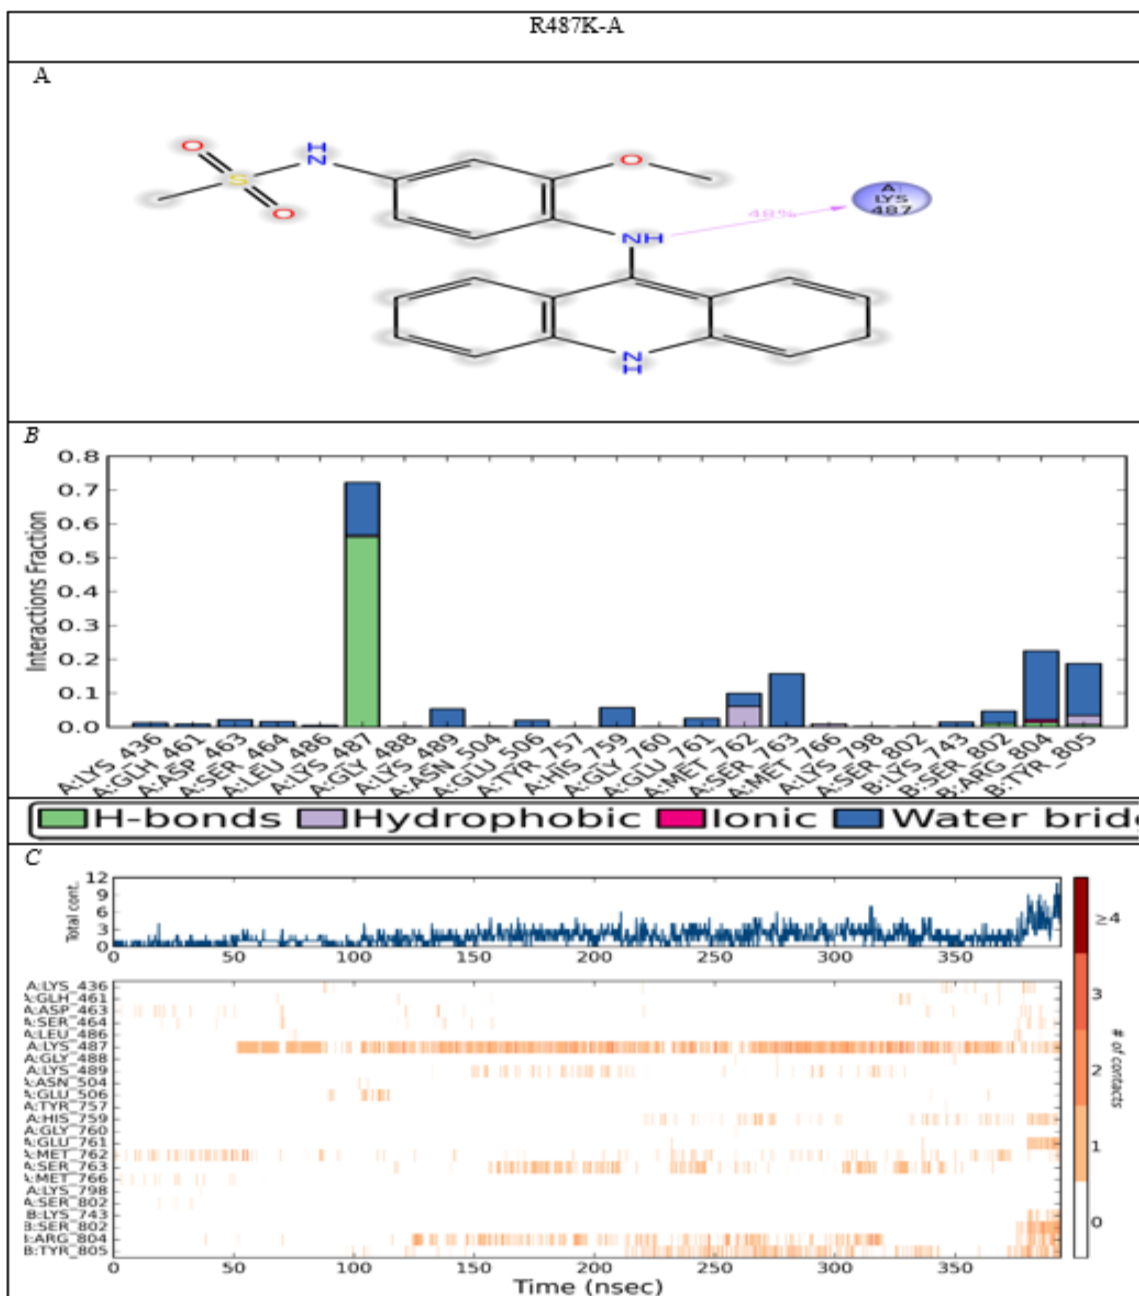 R487K-A
A
O
S
O
H
N
O
NH
N
H
48%
A:
LYS
487
B
Interactions Fraction
0.8
0.7
0.6
0.5
0.4
0.3
0.2
0.1
0.0
A:LYS_436
A:GLH_461
A:ASP_463
A:SER_464
A:LEU_486
A:LYS_487
A:GLY_488
A:LYS_489
A:ASN_504
A:GLU_506
A:TYR_757
A:HIS_759
A:GLY_760
A:GLU_761
A:MET_762
A:SER_763
A:MET_766
A:LYS_798
A:SER_802
B:LYS_743
B:SER_802
B:ARG_804
B:TYR_805
H-bonds Hydrophobic Ionic Water bridg
C
Total cont.
12
9
6
3
0
0 50 100 150 200 250 300 350
A:LYS_436
A:GLH_461
A:ASP_463
A:SER_464
A:LEU_486
A:LYS_487
A:GLY_488
A:LYS_489
A:ASN_504
A:GLU_506
A:TYR_757
A:HIS_759
A:GLY_760
A:GLU_761
A:MET_762
A:SER_763
A:MET_766
A:LYS_798
A:SER_802
B:LYS_743
B:SER_802
B:ARG_804
B:TYR_805
0 50 100 150 200 250 300 350
Time (nsec)
≥4
3
2
1
0
# of contacts